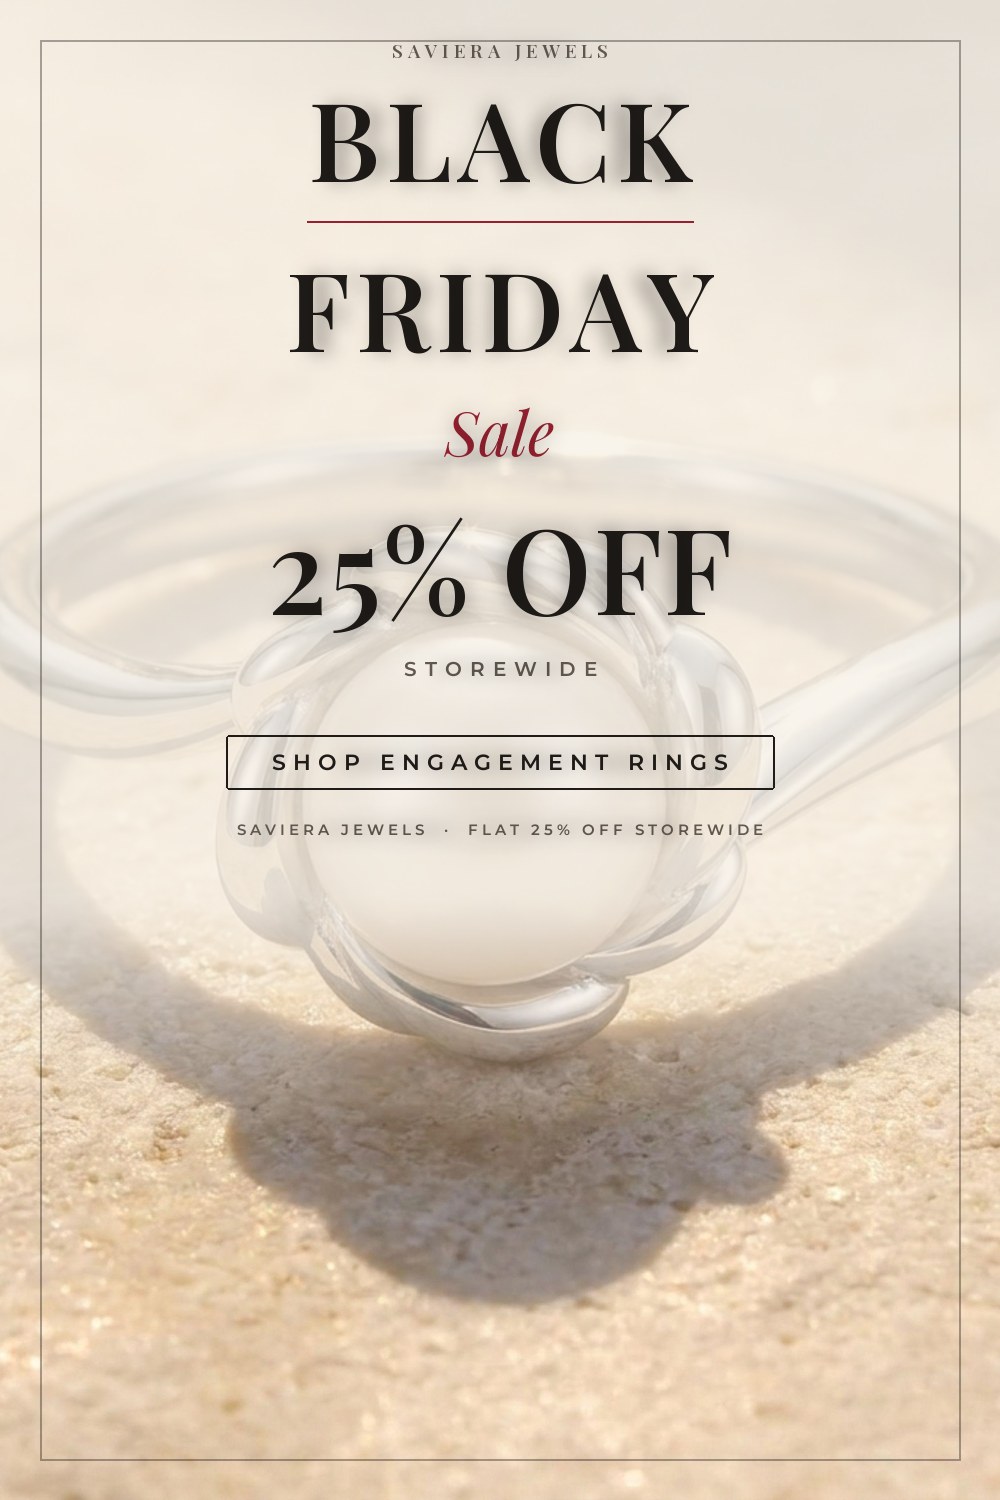 SAVIERA JEWELS
BLACK
FRIDAY
Sale
25% OFF
STOREWIDE
SHOP ENGAGEMENT RINGS
SAVIERA JEWELS · FLAT 25% OFF STOREWIDE